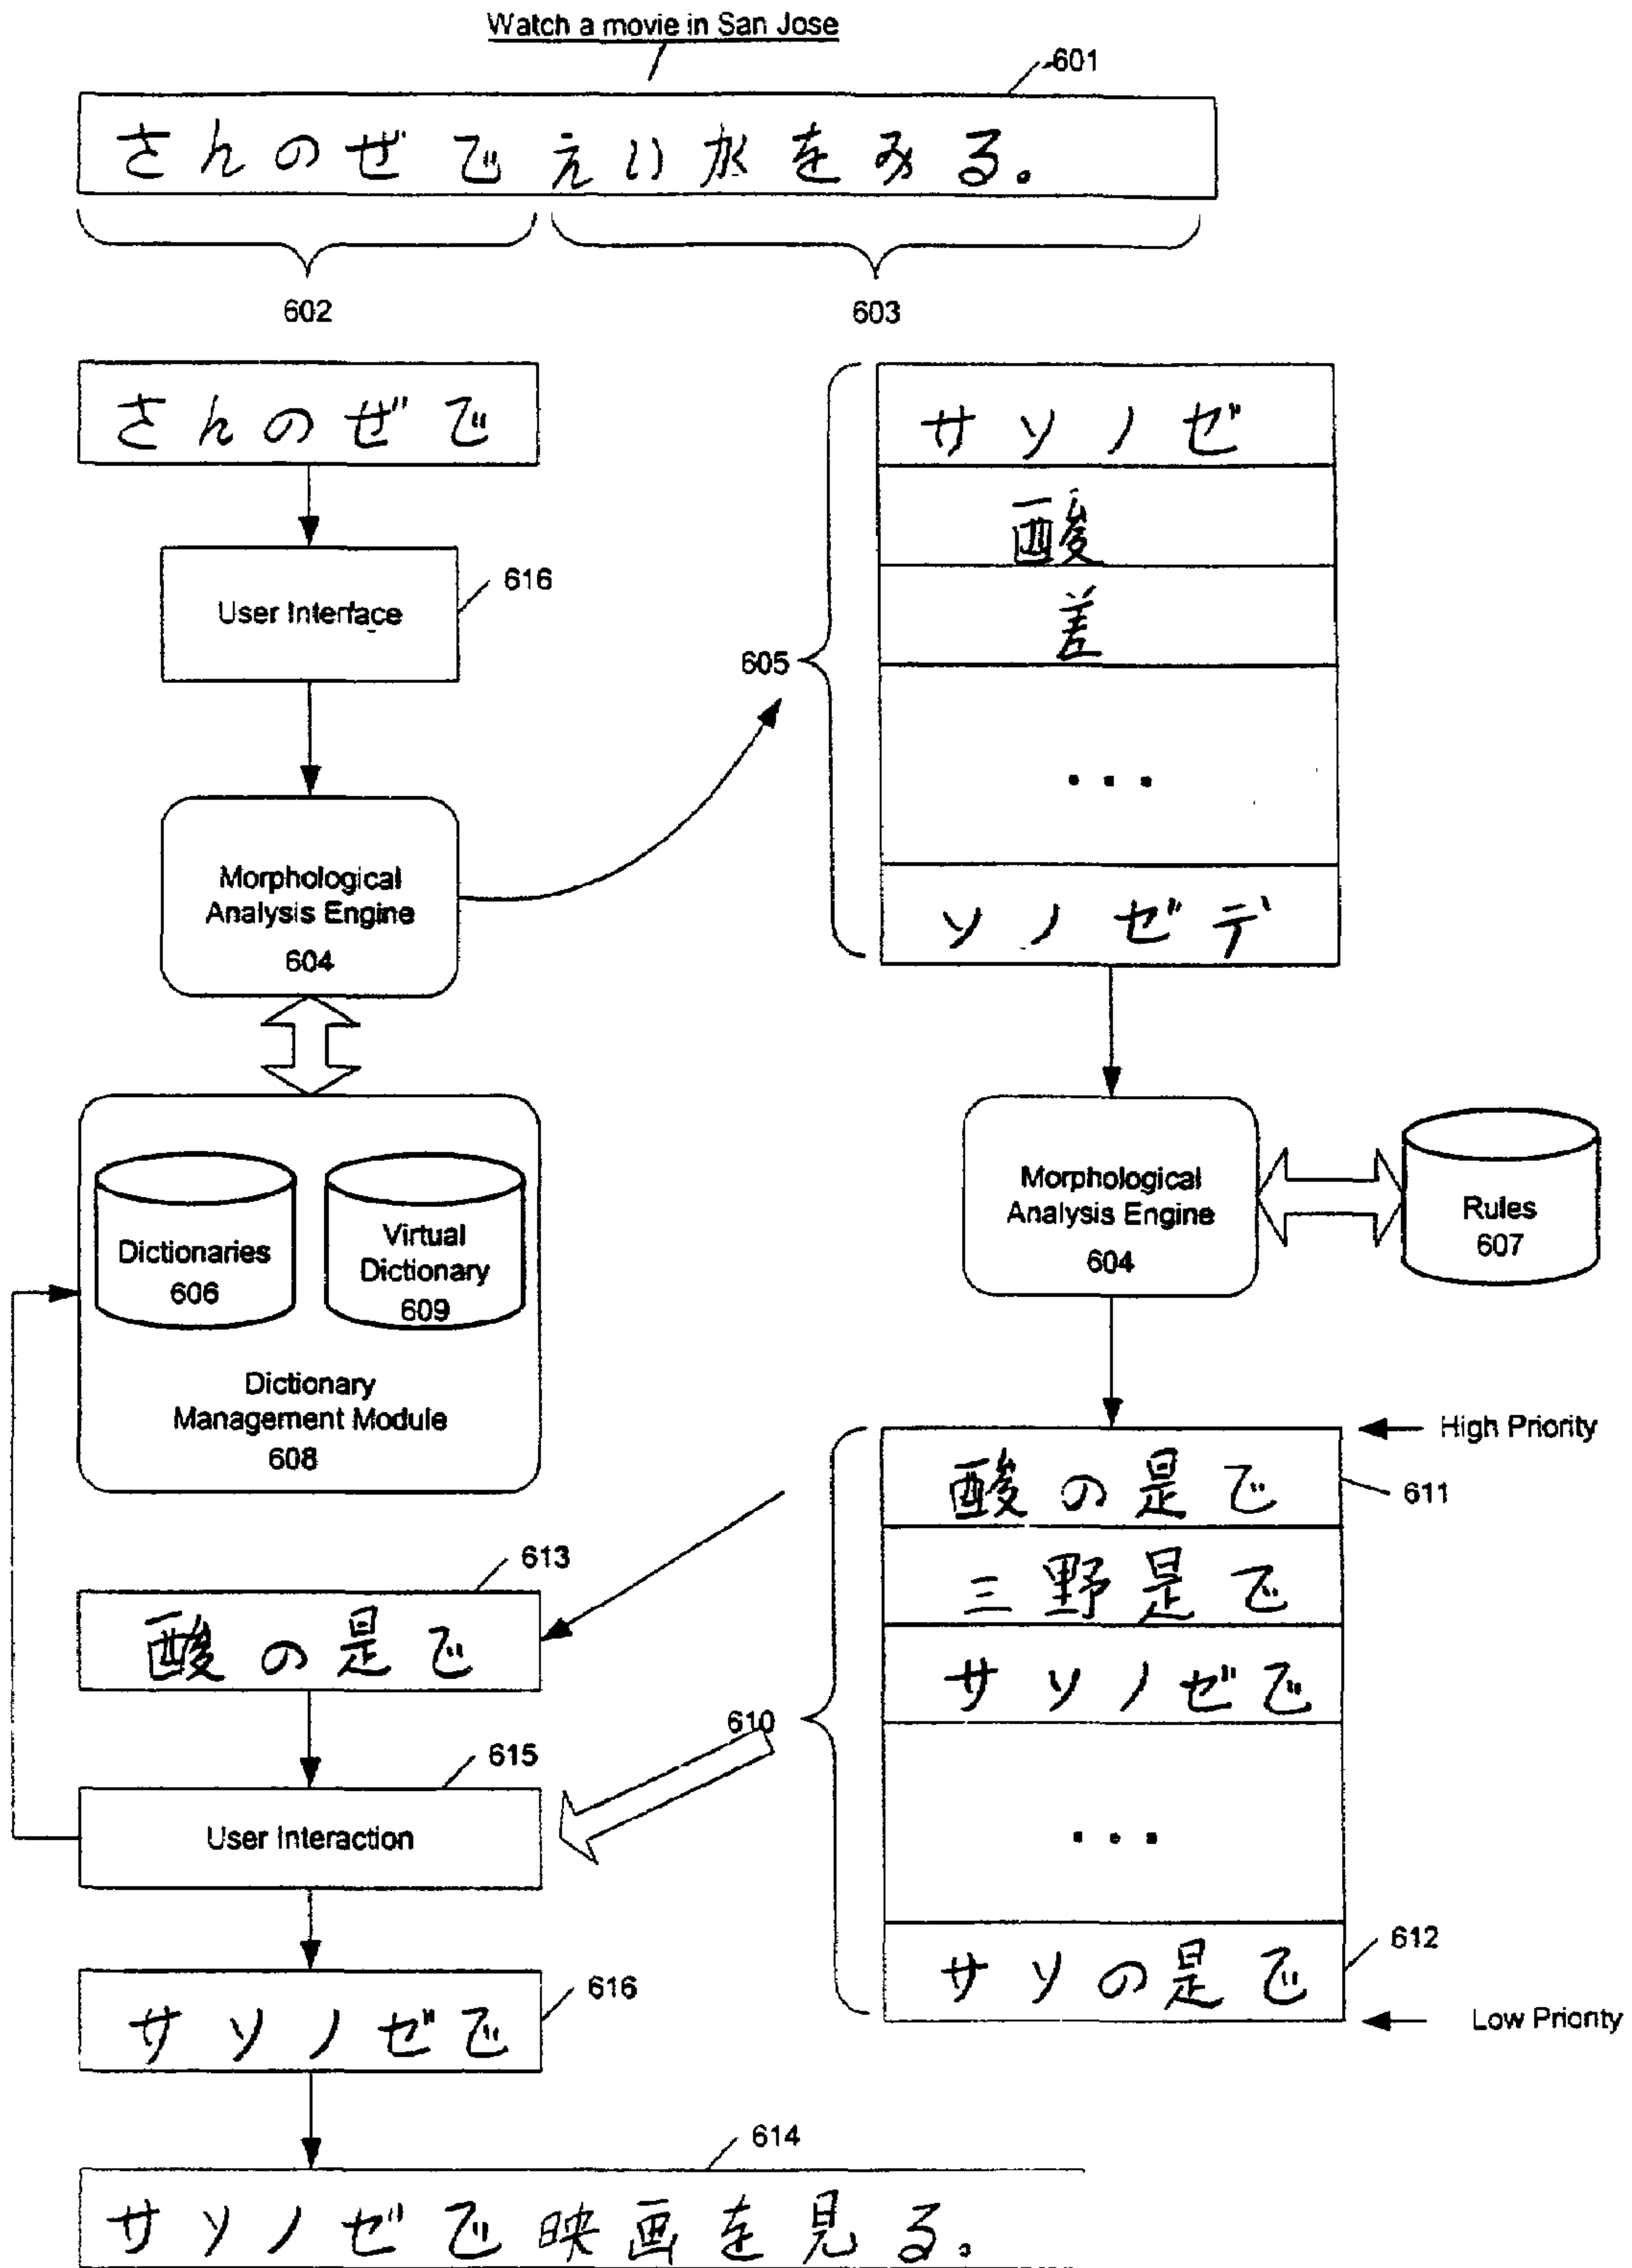 Watch a movie in San Jose
601
さんのぜでえいがをみる。
602
603
さんのぜで
User Interface
616
Morphological
Analysis Engine
604
Dictionaries
606
Virtual
Dictionary
609
Dictionary
Management Module
608
605
サソノゼ
酸
差
...
ソノゼデ
Morphological
Analysis Engine
604
Rules
607
High Priority
610
酸の是で
611
三野是で
サソノゼで
...
サソの是で
612
Low Priority
613
酸の是で
615
User Interaction
サソノゼで
616
614
サソノゼで映画を見る。